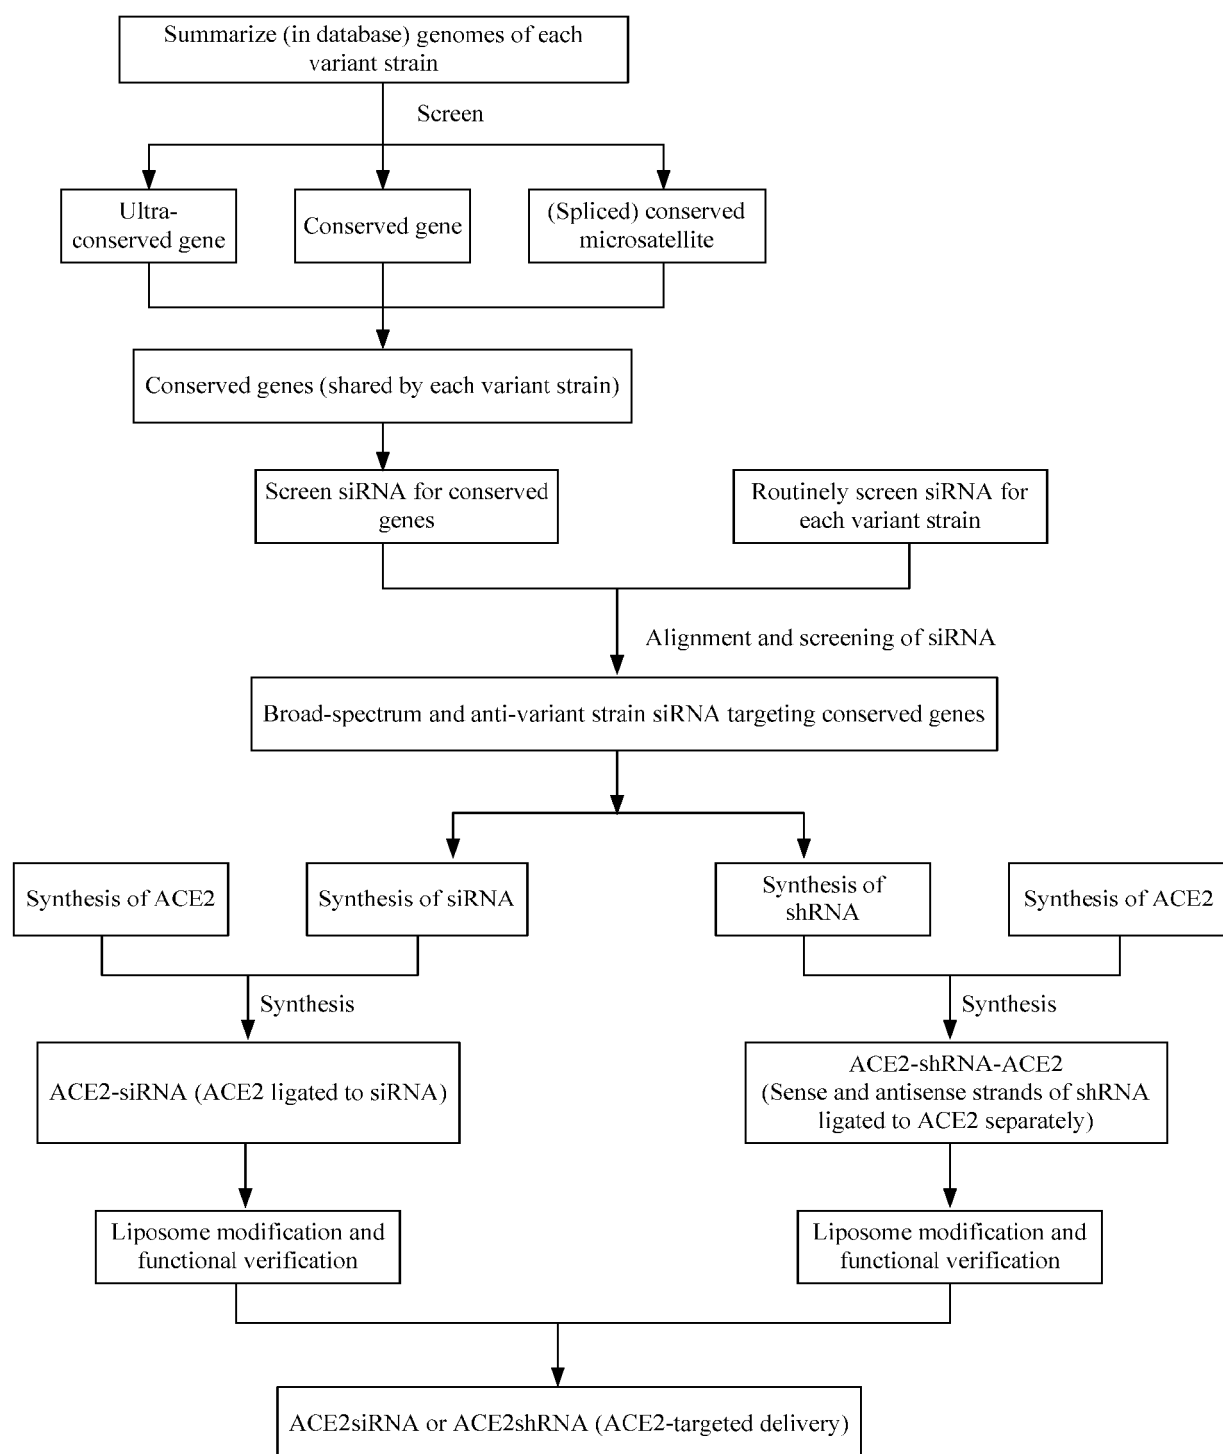 Summarize (in database) genomes of each
variant strain
Screen
Ultra-
conserved gene
Conserved gene
(Spliced) conserved
microsatellite
Conserved genes (shared by each variant strain)
Screen siRNA for conserved
genes
Routinely screen siRNA for
each variant strain
Alignment and screening of siRNA
Broad-spectrum and anti-variant strain siRNA targeting conserved genes
Synthesis of ACE2
Synthesis of siRNA
Synthesis of
shRNA
Synthesis of ACE2
Synthesis
Synthesis
ACE2-siRNA (ACE2 ligated to siRNA)
ACE2-shRNA-ACE2
(Sense and antisense strands of shRNA
ligated to ACE2 separately)
Liposome modification and
functional verification
Liposome modification and
functional verification
ACE2siRNA or ACE2shRNA (ACE2-targeted delivery)